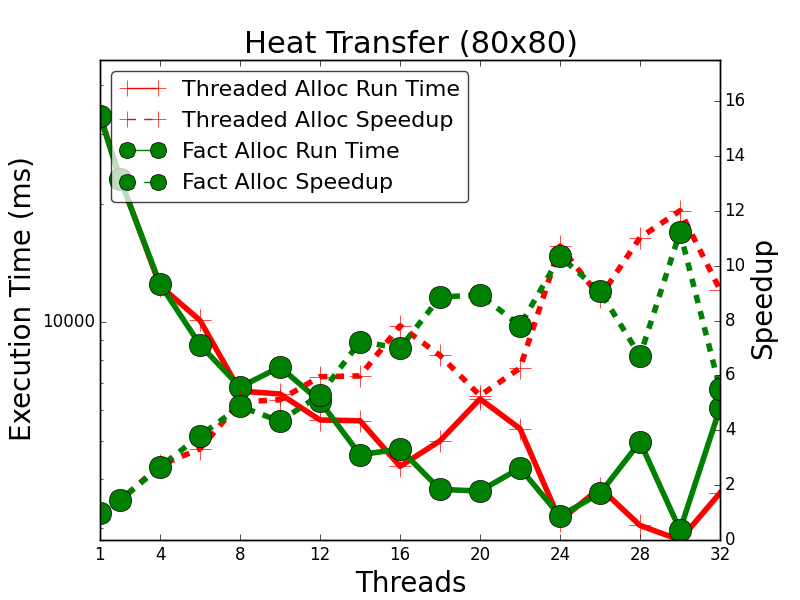 Heat Transfer (80x80)
Threaded Alloc Run Time
Threaded Alloc Speedup
Fact Alloc Run Time
Fact Alloc Speedup
Execution Time (ms)
10000
Speedup
16
14
12
10
8
6
4
2
0
1 4 8 12 16 20 24 28 32
Threads